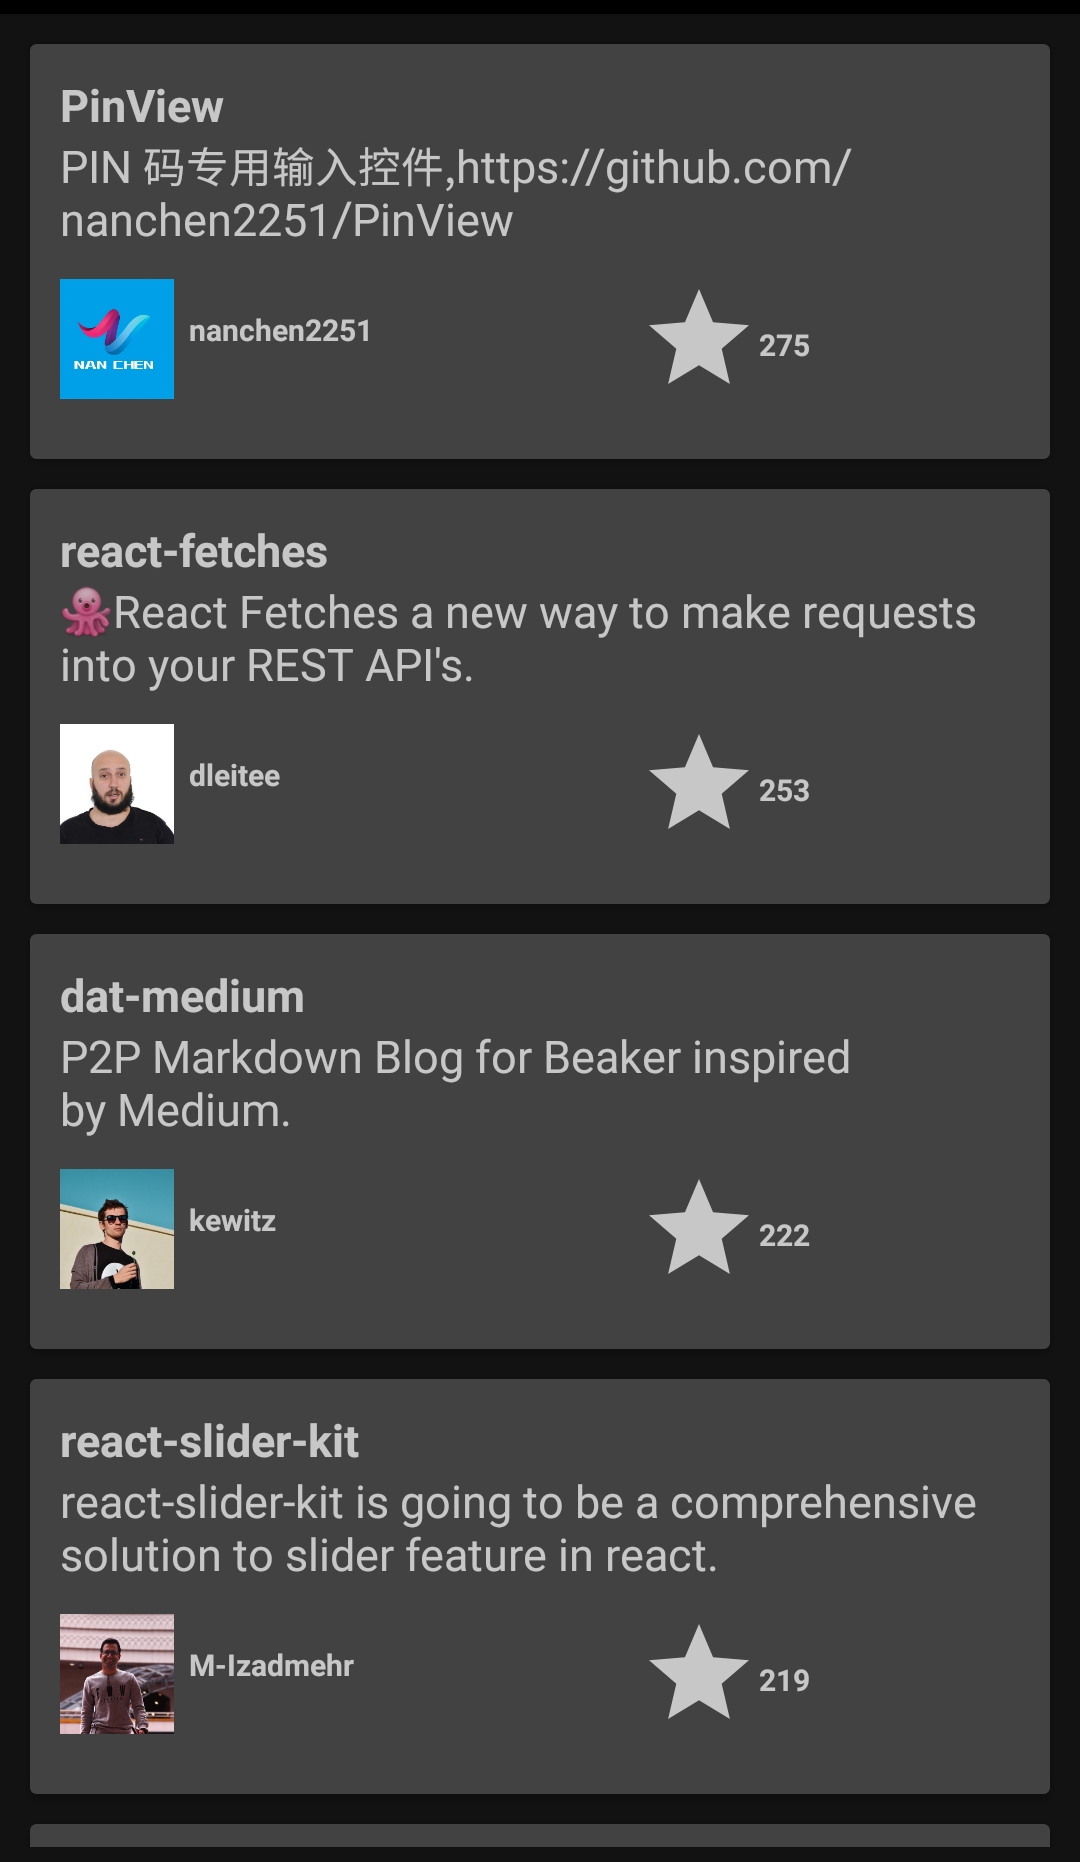 PinView
PIN 码专用输入控件,https://github.com/
nanchen2251/PinView
NAN CHEN
nanchen2251
275
react-fetches
🐙React Fetches a new way to make requests
into your REST API's.
dleitee
253
dat-medium
P2P Markdown Blog for Beaker inspired
by Medium.
kewitz
222
react-slider-kit
react-slider-kit is going to be a comprehensive
solution to slider feature in react.
M-Izadmehr
219